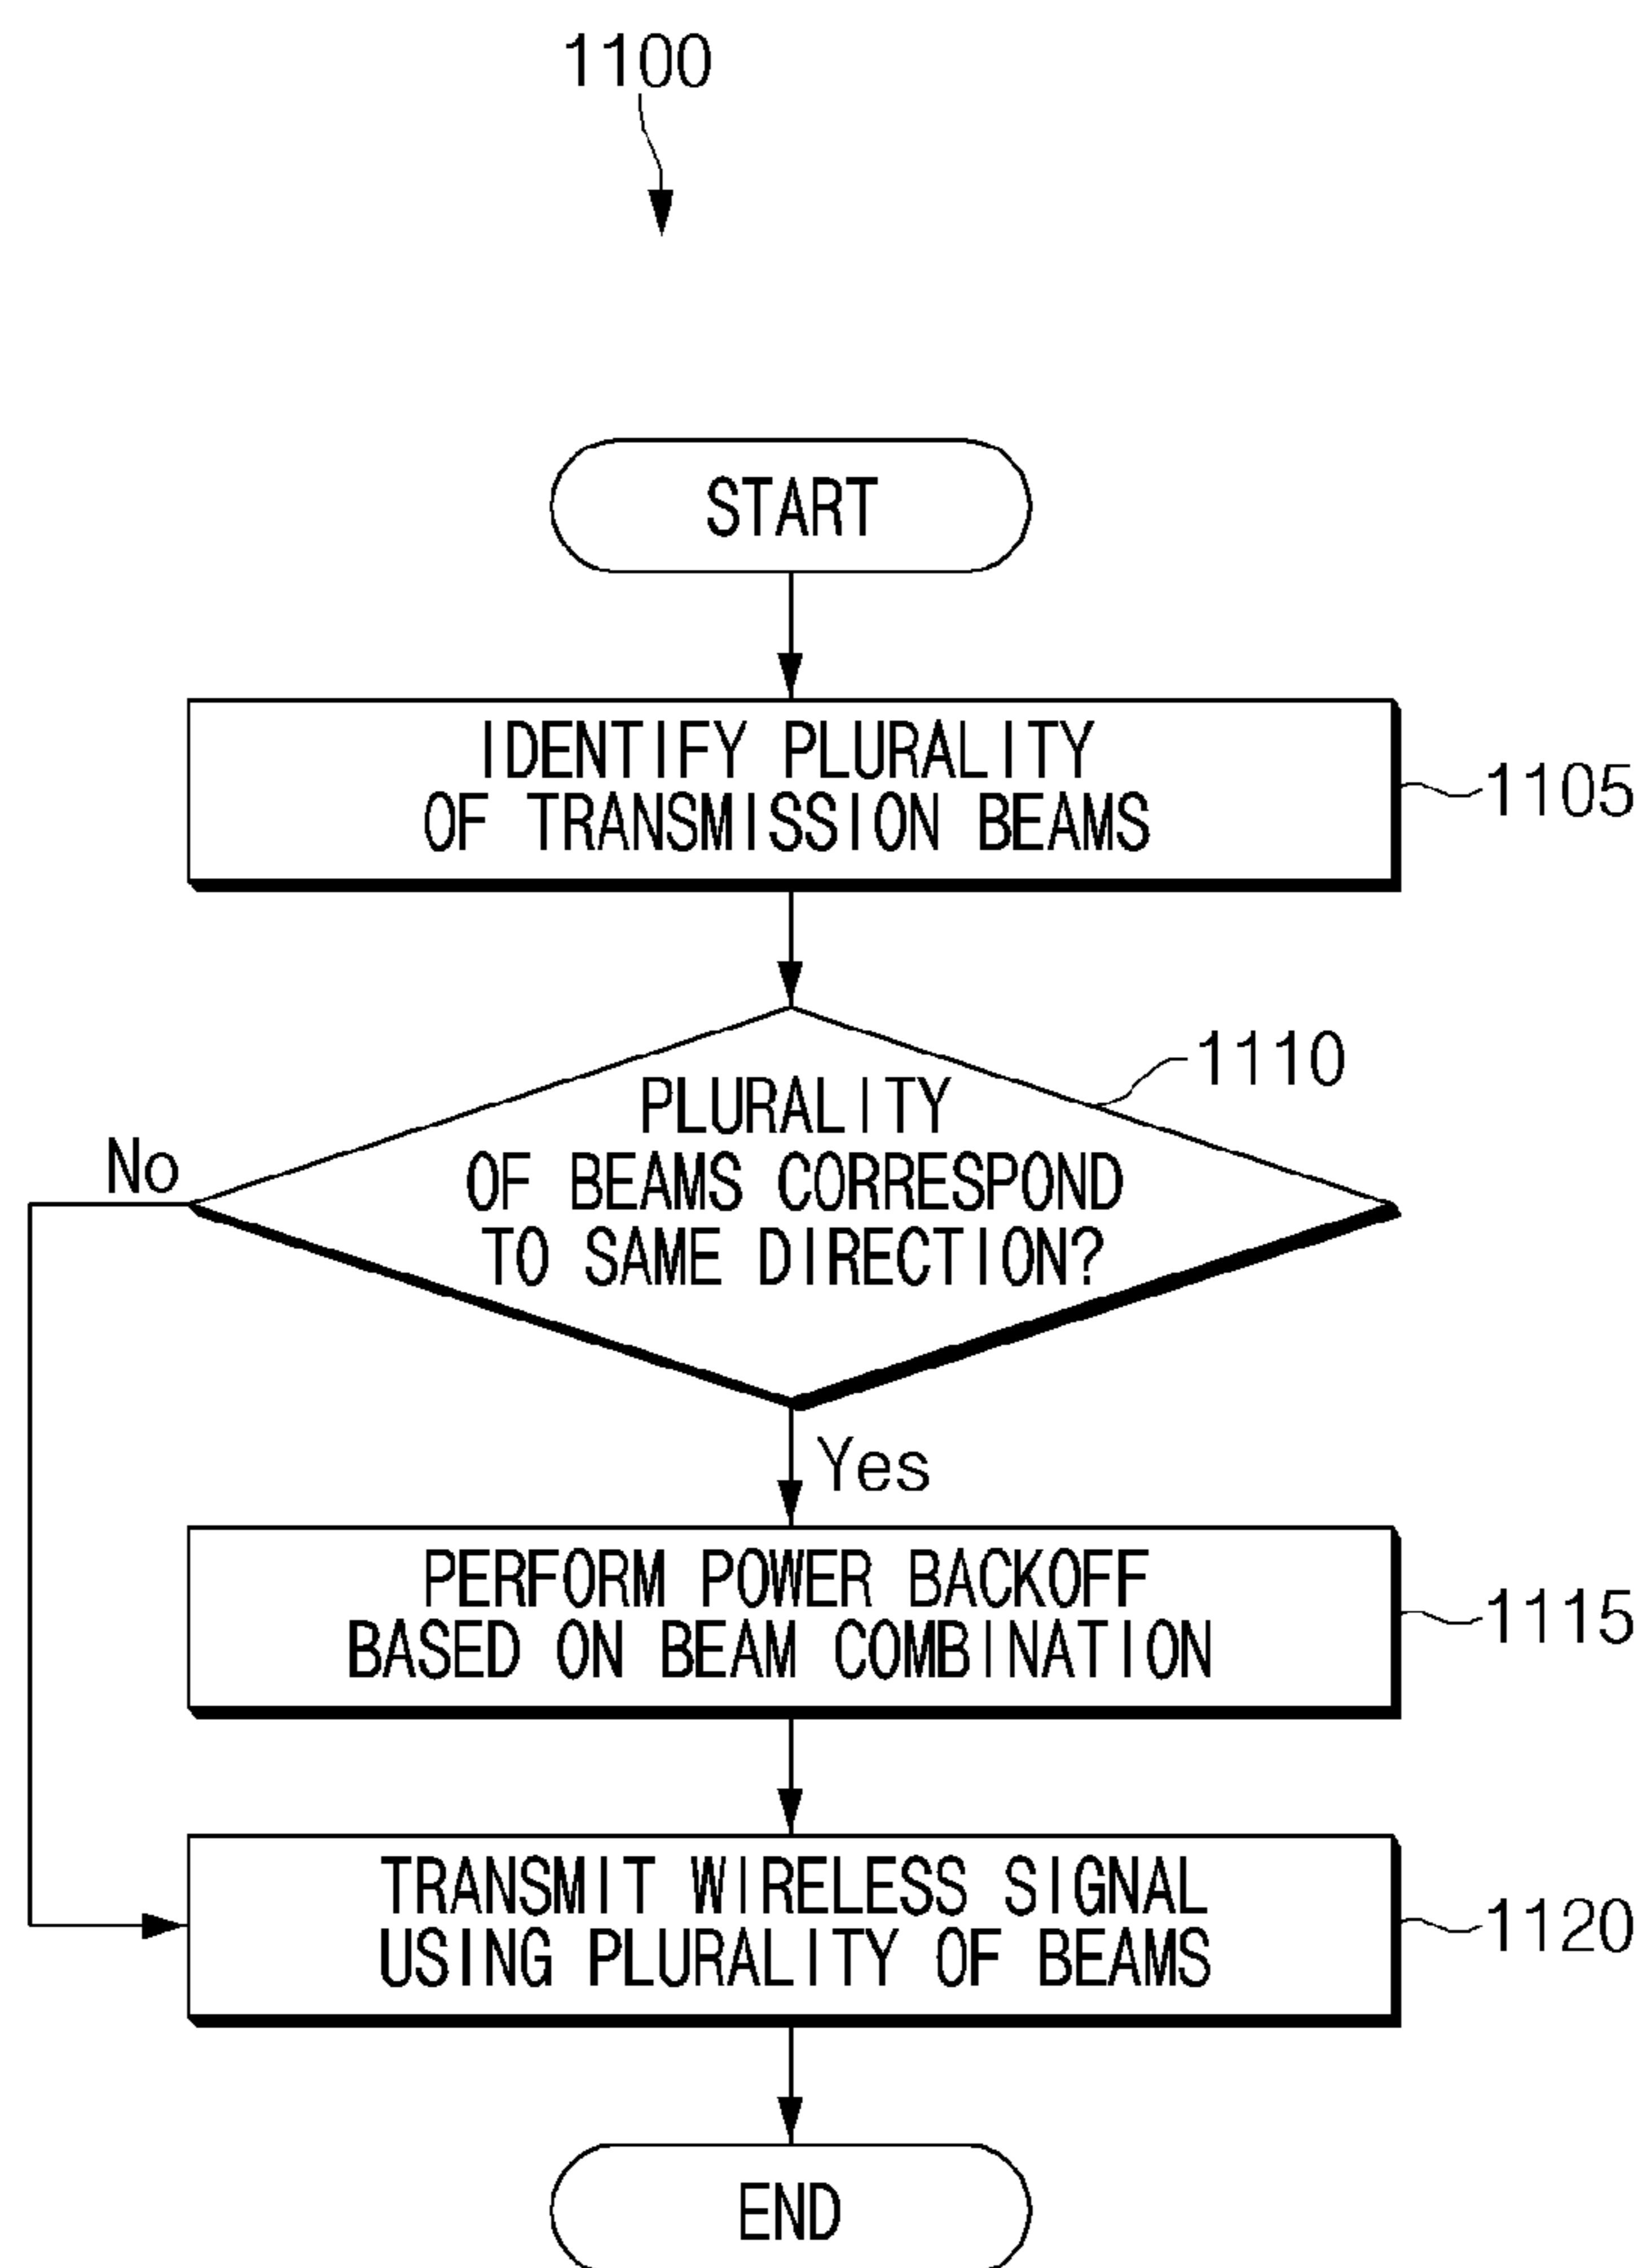 1100
START
IDENTIFY PLURALITY
OF TRANSMISSION BEAMS
1105
1110
PLURALITY
OF BEAMS CORRESPOND
TO SAME DIRECTION?
No
Yes
PERFORM POWER BACKOFF
BASED ON BEAM COMBINATION
1115
TRANSMIT WIRELESS SIGNAL
USING PLURALITY OF BEAMS
1120
END